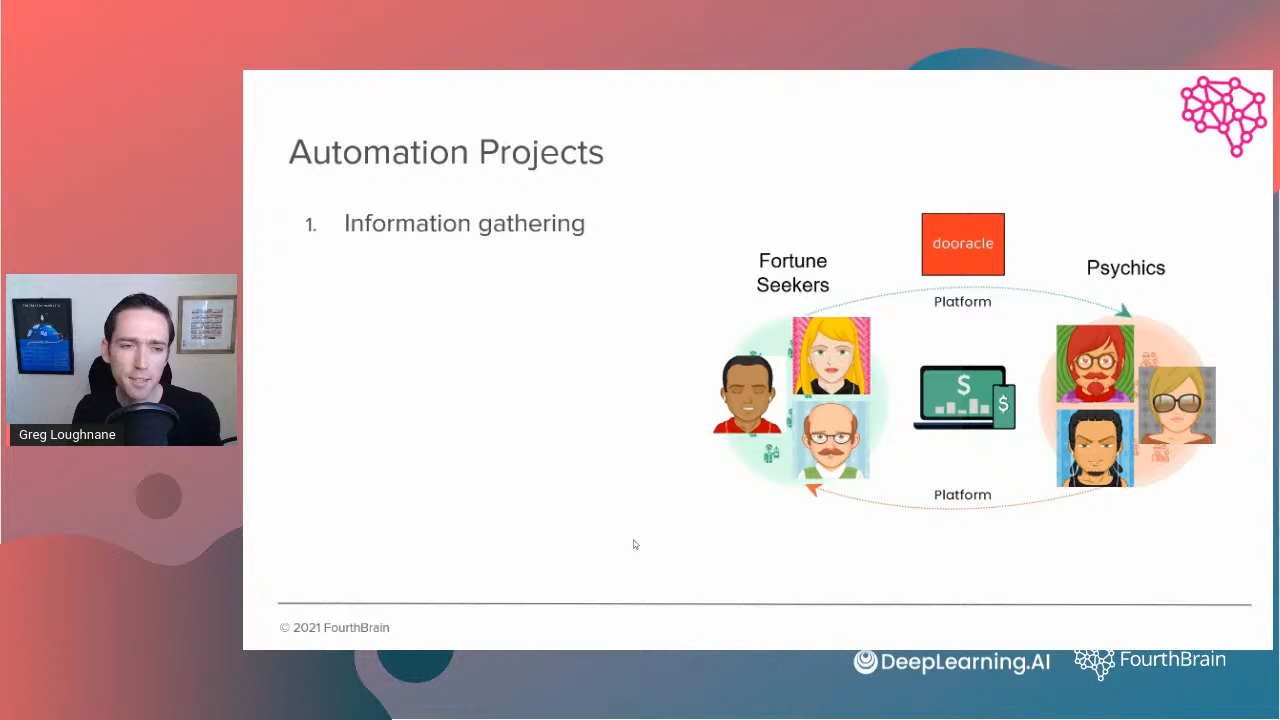 Automation Projects
1. Information gathering
dooracle
Fortune
Seekers
Psychics
Platform
$
$
Platform
Greg Loughnane
© 2021 FourthBrain
DeepLearning.AI
FourthBrain